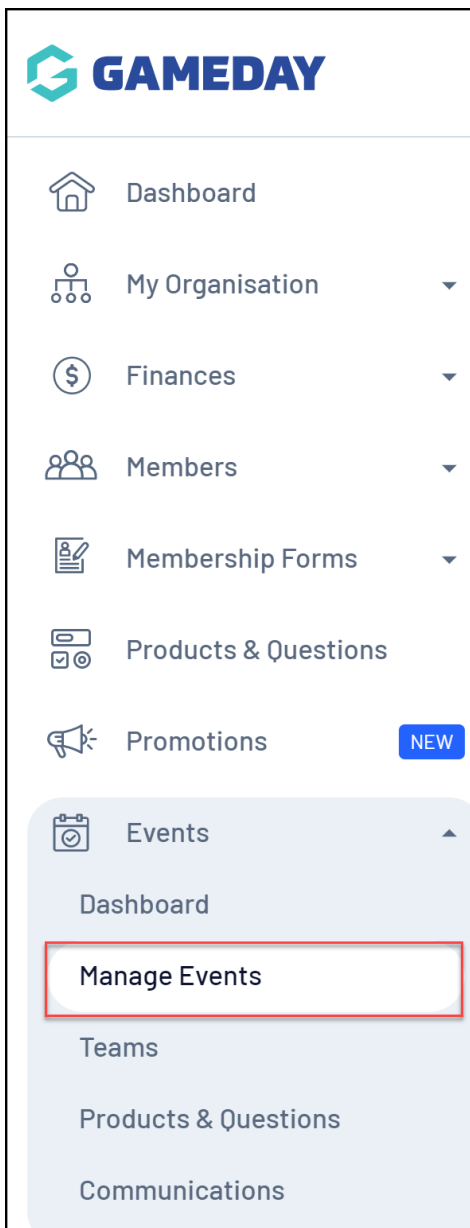 GAMEDAY
Dashboard
My Organisation
Finances
Members
Membership Forms
Products & Questions
Promotions NEW
Events
Dashboard
Manage Events
Teams
Products & Questions
Communications